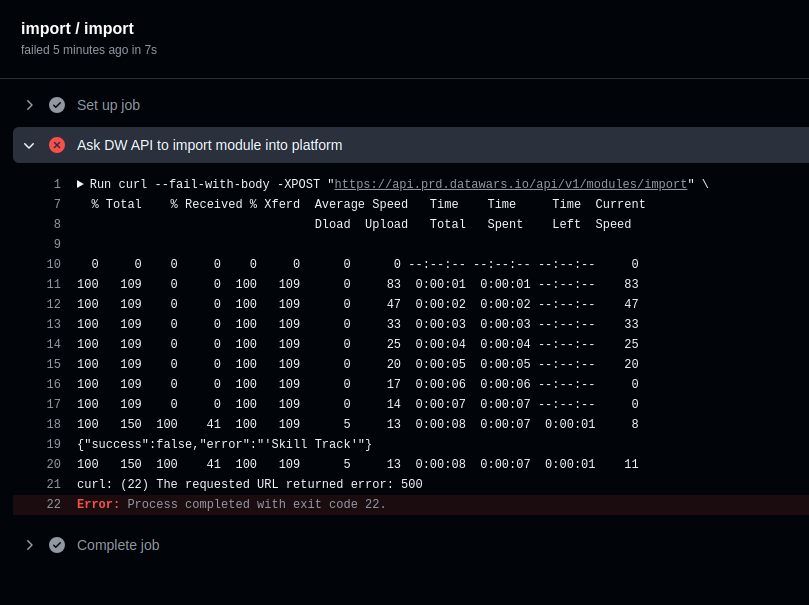 import / import
failed 5 minutes ago in 7s
Set up job
Ask DW API to import module into platform
1 Run curl --fail-with-body -XPOST "https://api.prd.datawars.io/api/v1/modules/import" \
7 % Total % Received % Xferd Average Speed Time Time Time Current
8 Dload Upload Total Spent Left Speed
9
10 0 0 0 0 0 0 0 0 --:--:-- --:--:-- --:--:-- 0
11 100 109 0 0 100 109 0 83 0:00:01 0:00:01 --:--:-- 83
12 100 109 0 0 100 109 0 47 0:00:02 0:00:02 --:--:-- 47
13 100 109 0 0 100 109 0 33 0:00:03 0:00:03 --:--:-- 33
14 100 109 0 0 100 109 0 25 0:00:04 0:00:04 --:--:-- 25
15 100 109 0 0 100 109 0 20 0:00:05 0:00:05 --:--:-- 20
16 100 109 0 0 100 109 0 17 0:00:06 0:00:06 --:--:-- 0
17 100 109 0 0 100 109 0 14 0:00:07 0:00:07 --:--:-- 0
18 100 150 100 41 100 109 5 13 0:00:08 0:00:07 0:00:01 8
19 {"success":false,"error":"'Skill Track'"}
20 100 150 100 41 100 109 5 13 0:00:08 0:00:07 0:00:01 11
21 curl: (22) The requested URL returned error: 500
22 Error: Process completed with exit code 22.
Complete job